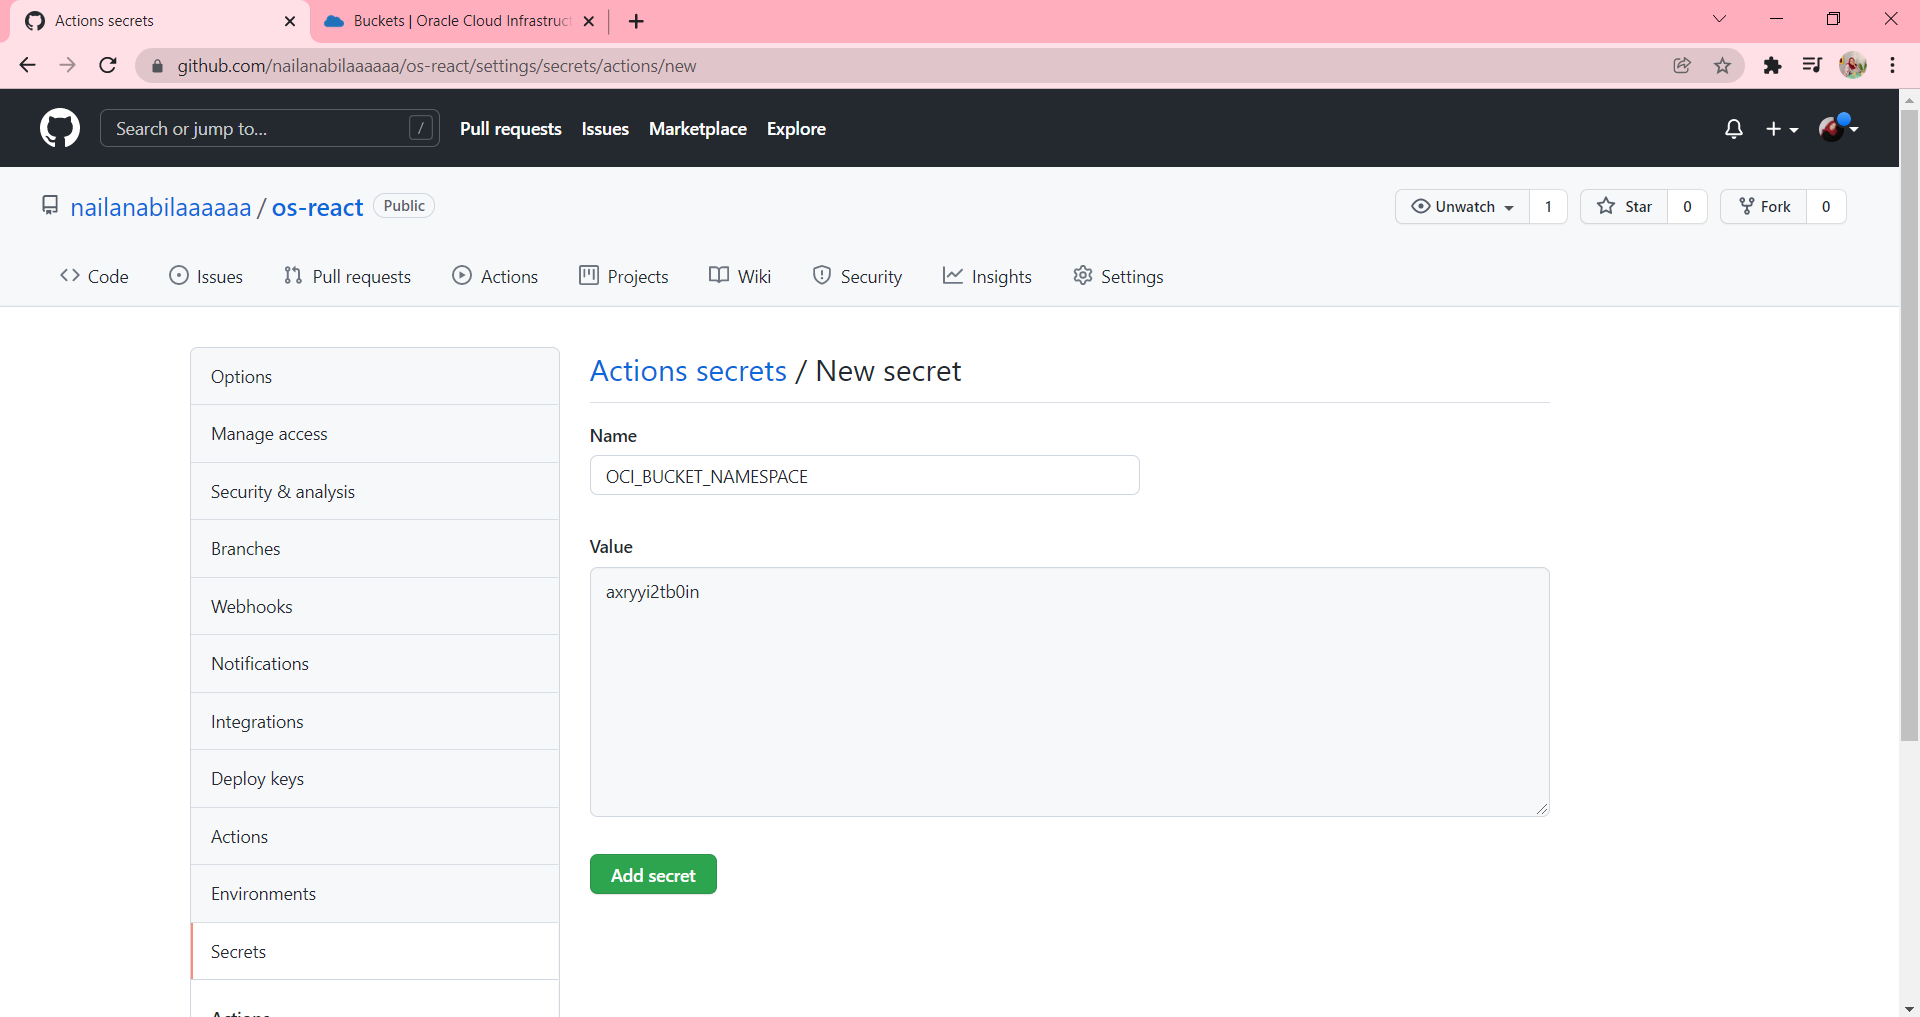 Actions secrets
Buckets | Oracle Cloud Infrastruct
github.com/nailanabilaaaaaa/os-react/settings/secrets/actions/new
Search or jump to...
/
Pull requests
Issues
Marketplace
Explore
nailanabilaaaaaa / os-react
Public
Unwatch
1
Star
0
Fork
0
Code
Issues
Pull requests
Actions
Projects
Wiki
Security
Insights
Settings
Options
Manage access
Security & analysis
Branches
Webhooks
Notifications
Integrations
Deploy keys
Actions
Environments
Secrets
Actions
Actions secrets / New secret
Name
OCI_BUCKET_NAMESPACE
Value
axryyi2tb0in
Add secret